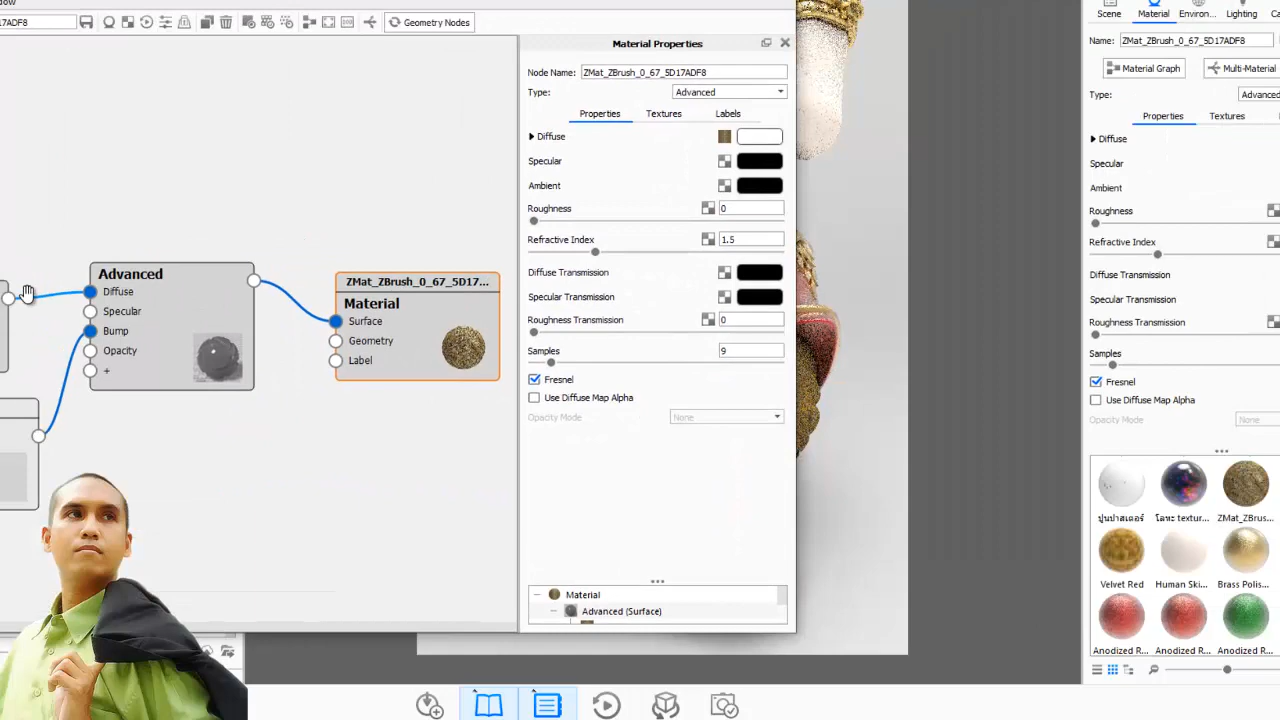 ndow
17ADF8
Geometry Nodes
Material Properties
Node Name: ZMat_ZBrush_0_67_5D17ADF8
Type: Advanced
Properties Textures Labels
Diffuse
Specular
Ambient
Roughness 0
Refractive Index 1.5
Diffuse Transmission
Specular Transmission
Roughness Transmission 0
Samples 9
Fresnel
Use Diffuse Map Alpha
Opacity Mode None
Material
Advanced (Surface)
Advanced
Diffuse
Specular
Bump
Opacity
+
ZMat_ZBrush_0_67_5D17...
Material
Surface
Geometry
Label
Scene Material Environ... Lighting Ca
Name: ZMat_ZBrush_0_67_5D17ADF8
Material Graph Multi-Material
Type: Advanced
Properties Textures
Diffuse
Specular
Ambient
Roughness
Refractive Index
Diffuse Transmission
Specular Transmission
Roughness Transmission
Samples
Fresnel
Use Diffuse Map Alpha
Opacity Mode None
ปูนปาสเตอร์ โลหะ textur... ZMat_ZBrus...
Velvet Red Human Ski... Brass Polis...
Anodized R... Anodized R... Anodized R...